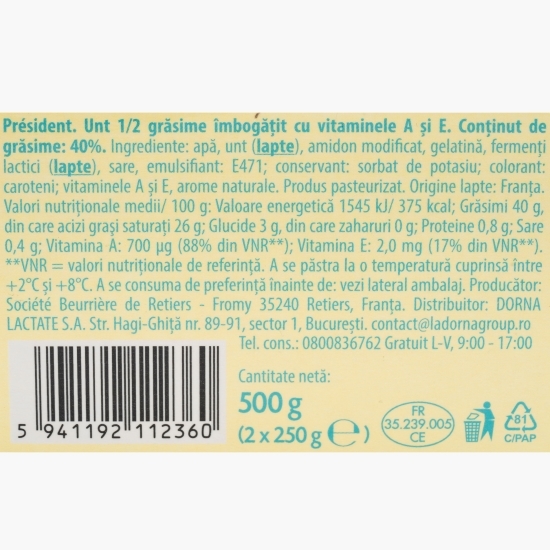 Président. Unt 1/2 grăsime îmbogățit cu vitaminele A și E. Conținut de
grăsime: 40%. Ingrediente: apă, unt (lapte), amidon modificat, gelatină, fermenți
lactici (lapte), sare, emulsifiant: E471; conservant: sorbat de potasiu; colorant:
caroteni; vitaminele A și E, arome naturale. Produs pasteurizat. Origine lapte: Franța.
Valori nutriționale medii/ 100 g: Valoare energetică 1545 kJ/ 375 kcal; Grăsimi 40 g,
din care acizi grași saturați 26 g; Glucide 3 g, din care zaharuri 0 g; Proteine 0,8 g; Sare
0,4 g; Vitamina A: 700 µg (88% din VNR**); Vitamina E: 2,0 mg (17% din VNR**).
**VNR = valori nutriționale de referință. A se păstra la o temperatură cuprinsă între
+2°C și +8°C. A se consuma de preferință înainte de: vezi lateral ambalaj. Producător:
Société Beurrière de Retiers - Fromy 35240 Retiers, Franța. Distribuitor: DORNA
LACTATE S.A. Str. Hagi-Ghiță nr. 89-91, sector 1, București. contact@ladornagroup.ro
Tel. cons.: 0800836762 Gratuit L-V, 9:00 - 17:00
Cantitate netă:
500 g
(2 x 250 g ℮)
FR
35.239.005
CE
81
C/PAP
5 941192 112360